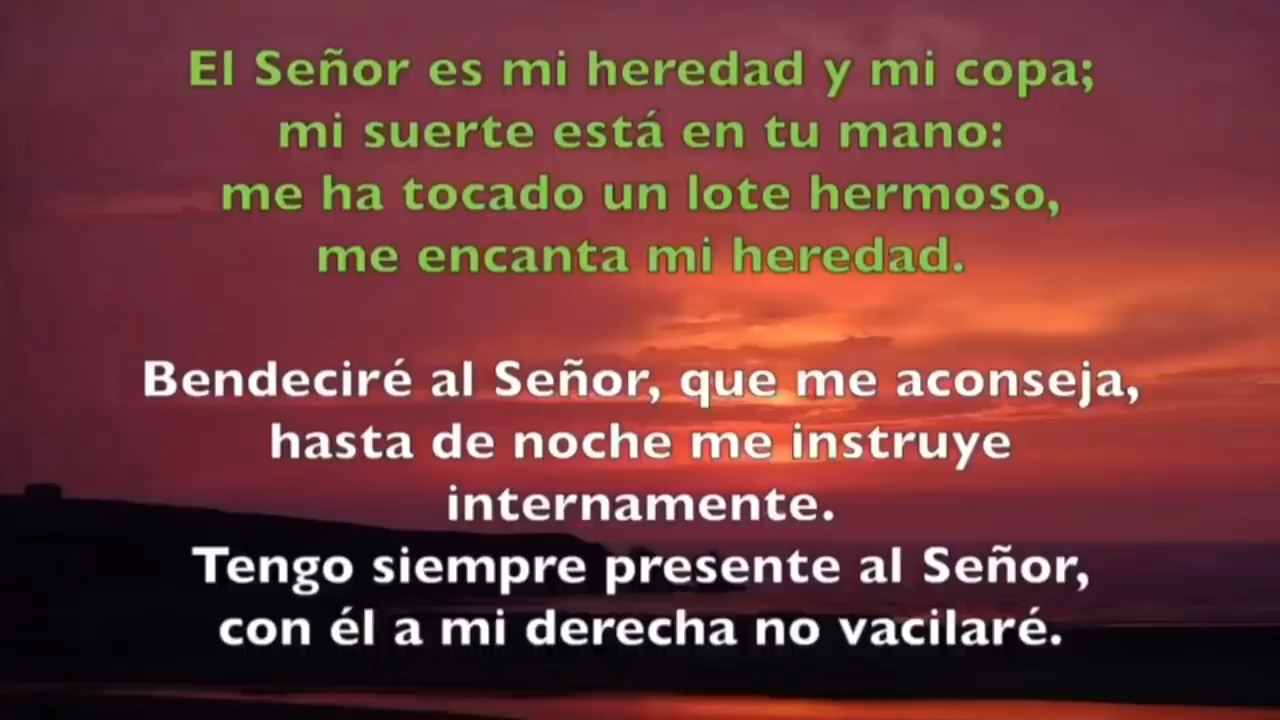 El Señor es mi heredad y mi copa;
mi suerte está en tu mano:
me ha tocado un lote hermoso,
me encanta mi heredad.
Bendeciré al Señor, que me aconseja,
hasta de noche me instruye
internamente.
Tengo siempre presente al Señor,
con él a mi derecha no vacilaré.